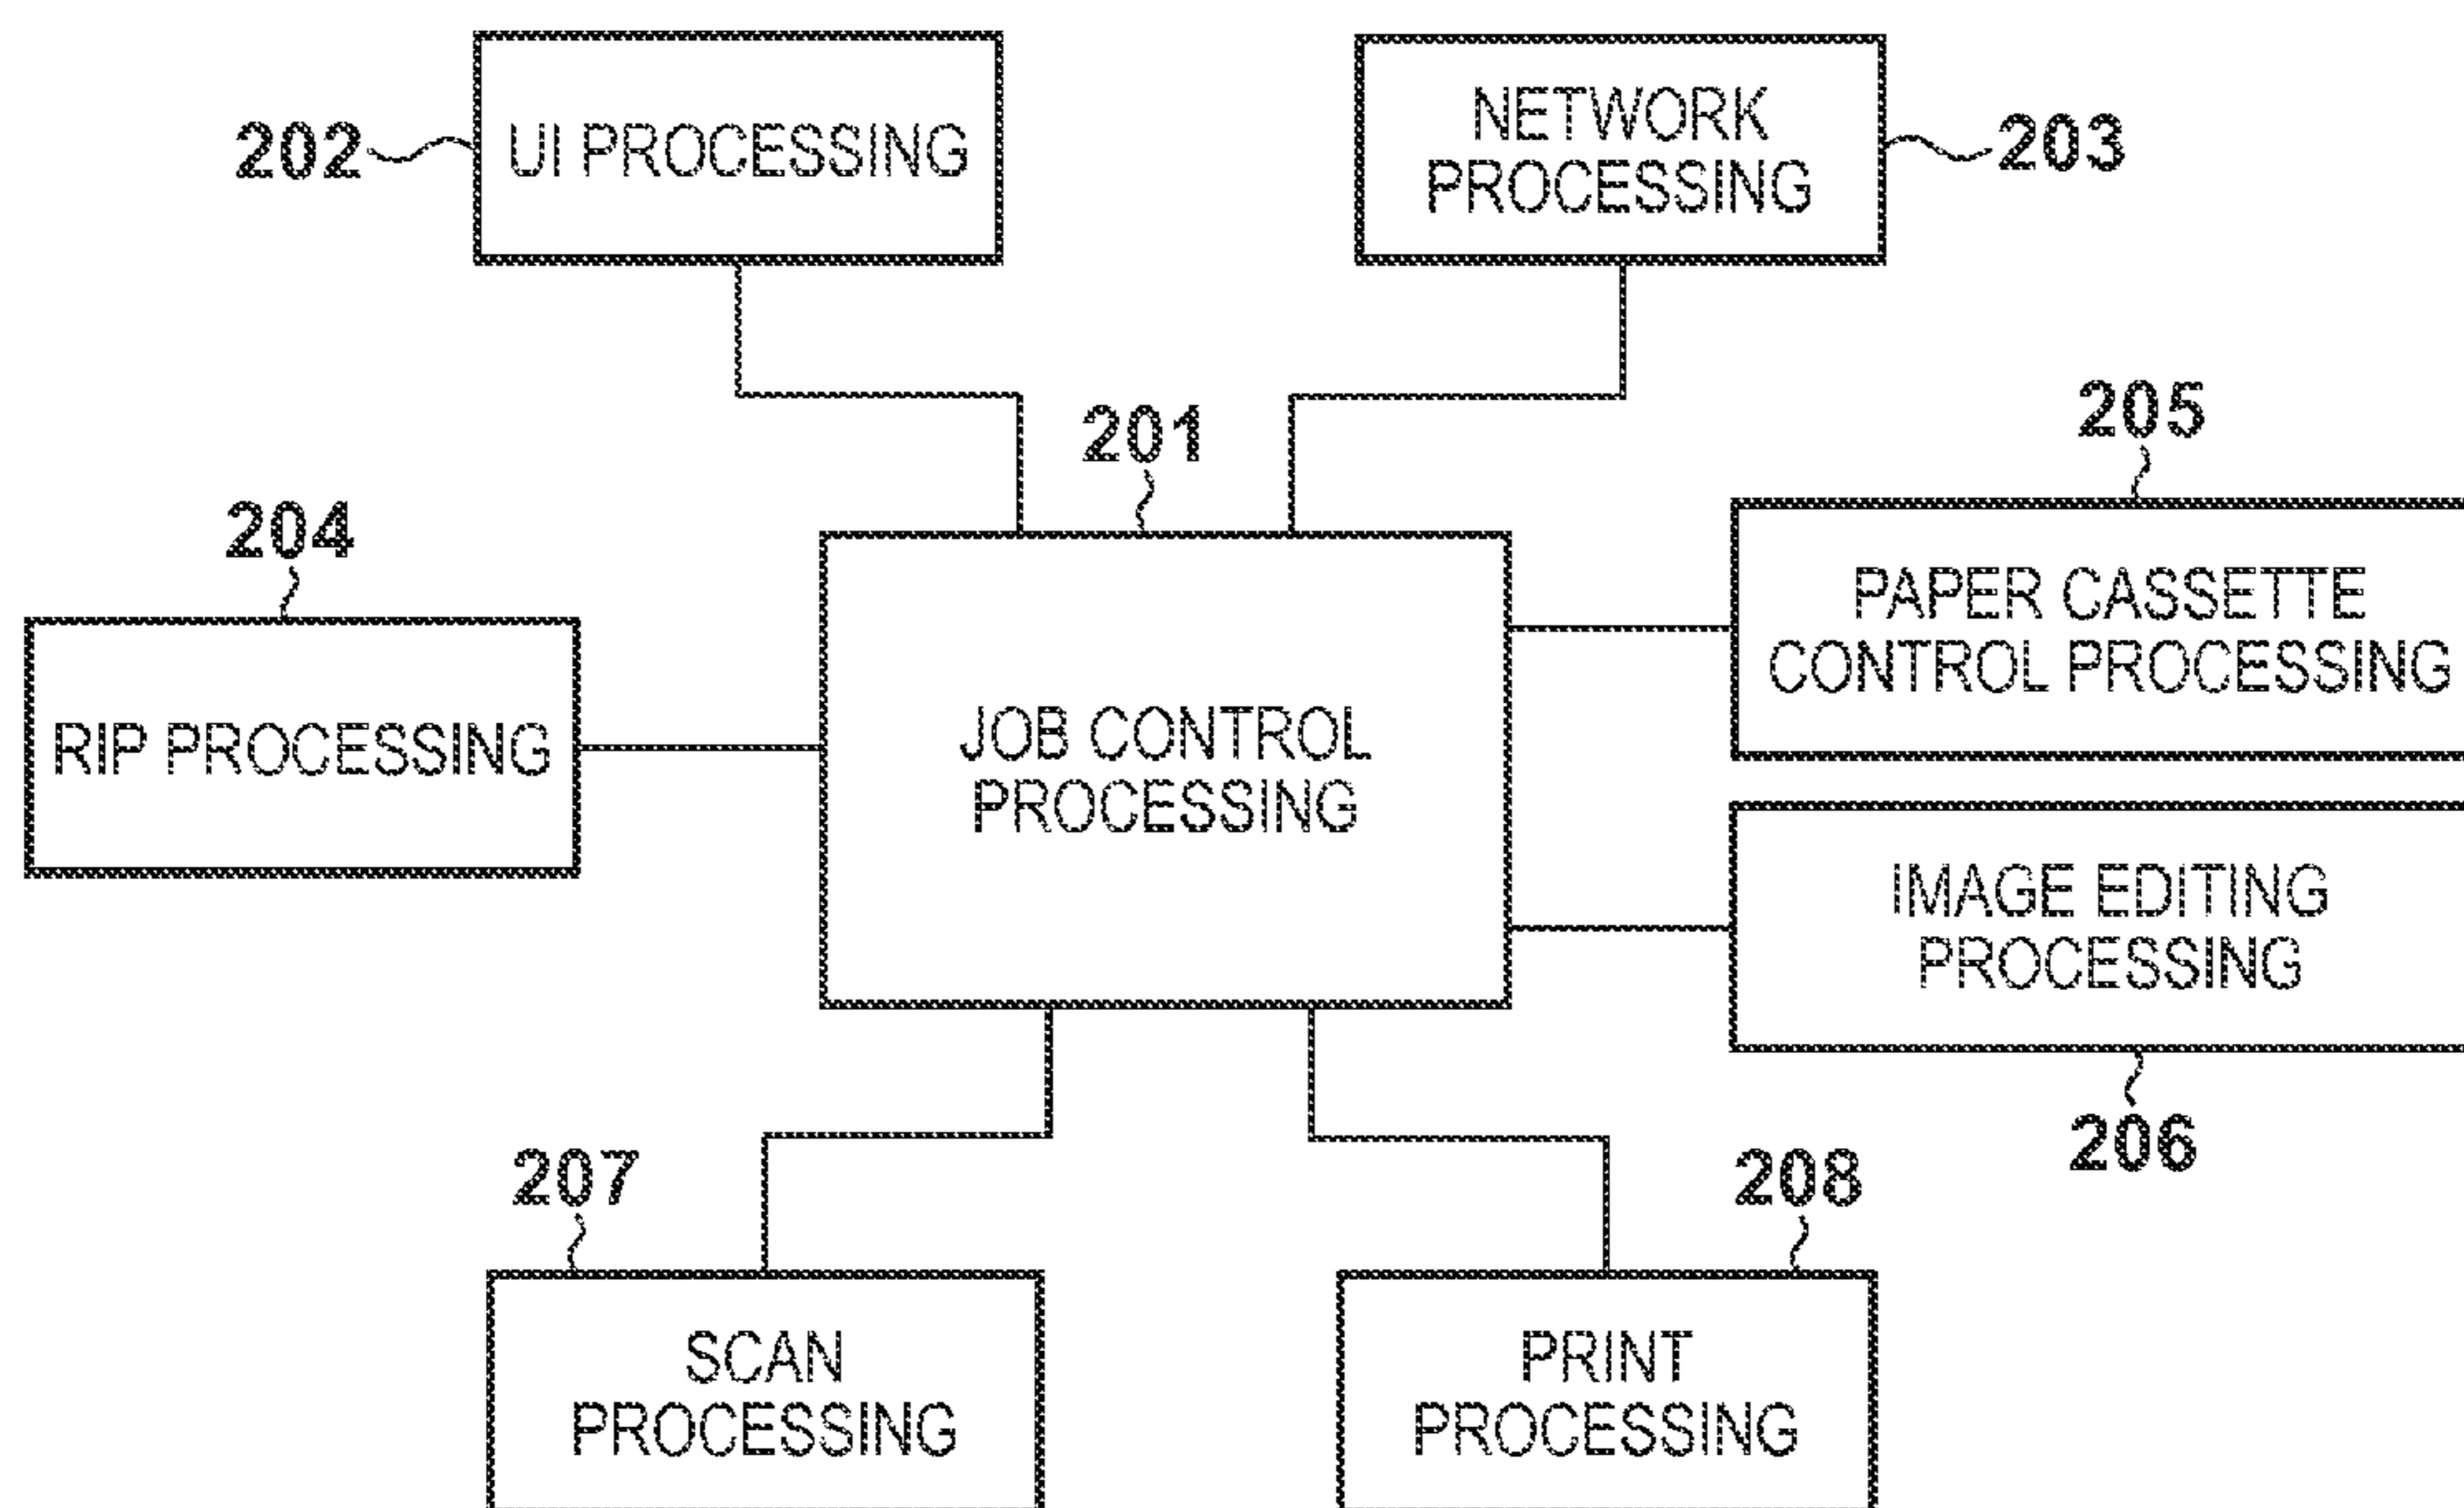 202
UI PROCESSING
NETWORK
PROCESSING
203
201
205
204
PAPER CASSETTE
CONTROL PROCESSING
RIP PROCESSING
JOB CONTROL
PROCESSING
IMAGE EDITING
PROCESSING
206
207
208
SCAN
PROCESSING
PRINT
PROCESSING